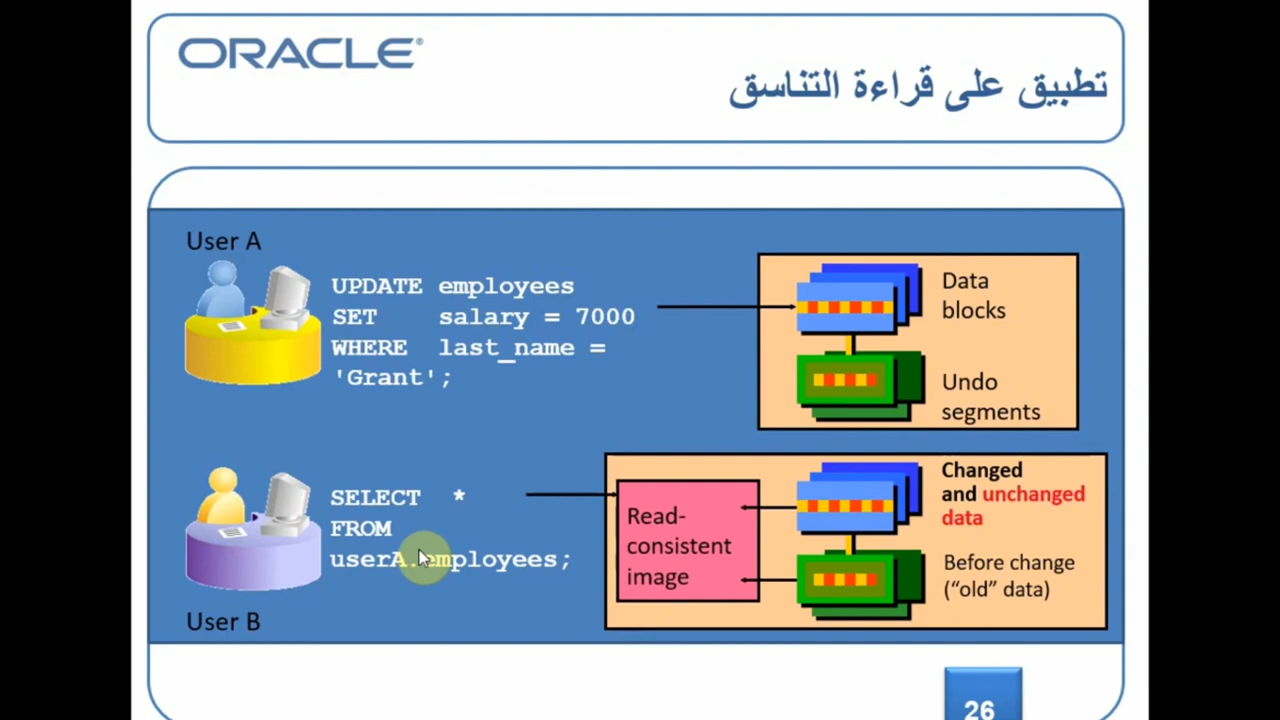 ORACLE®
تطبيق على قراءة التناسق
User A
UPDATE employees
SET salary = 7000
WHERE last_name =
'Grant';
Data
blocks
Undo
segments
SELECT *
FROM
userA.employees;
User B
Read-
consistent
image
Changed
and unchanged
data
Before change
(“old” data)
26